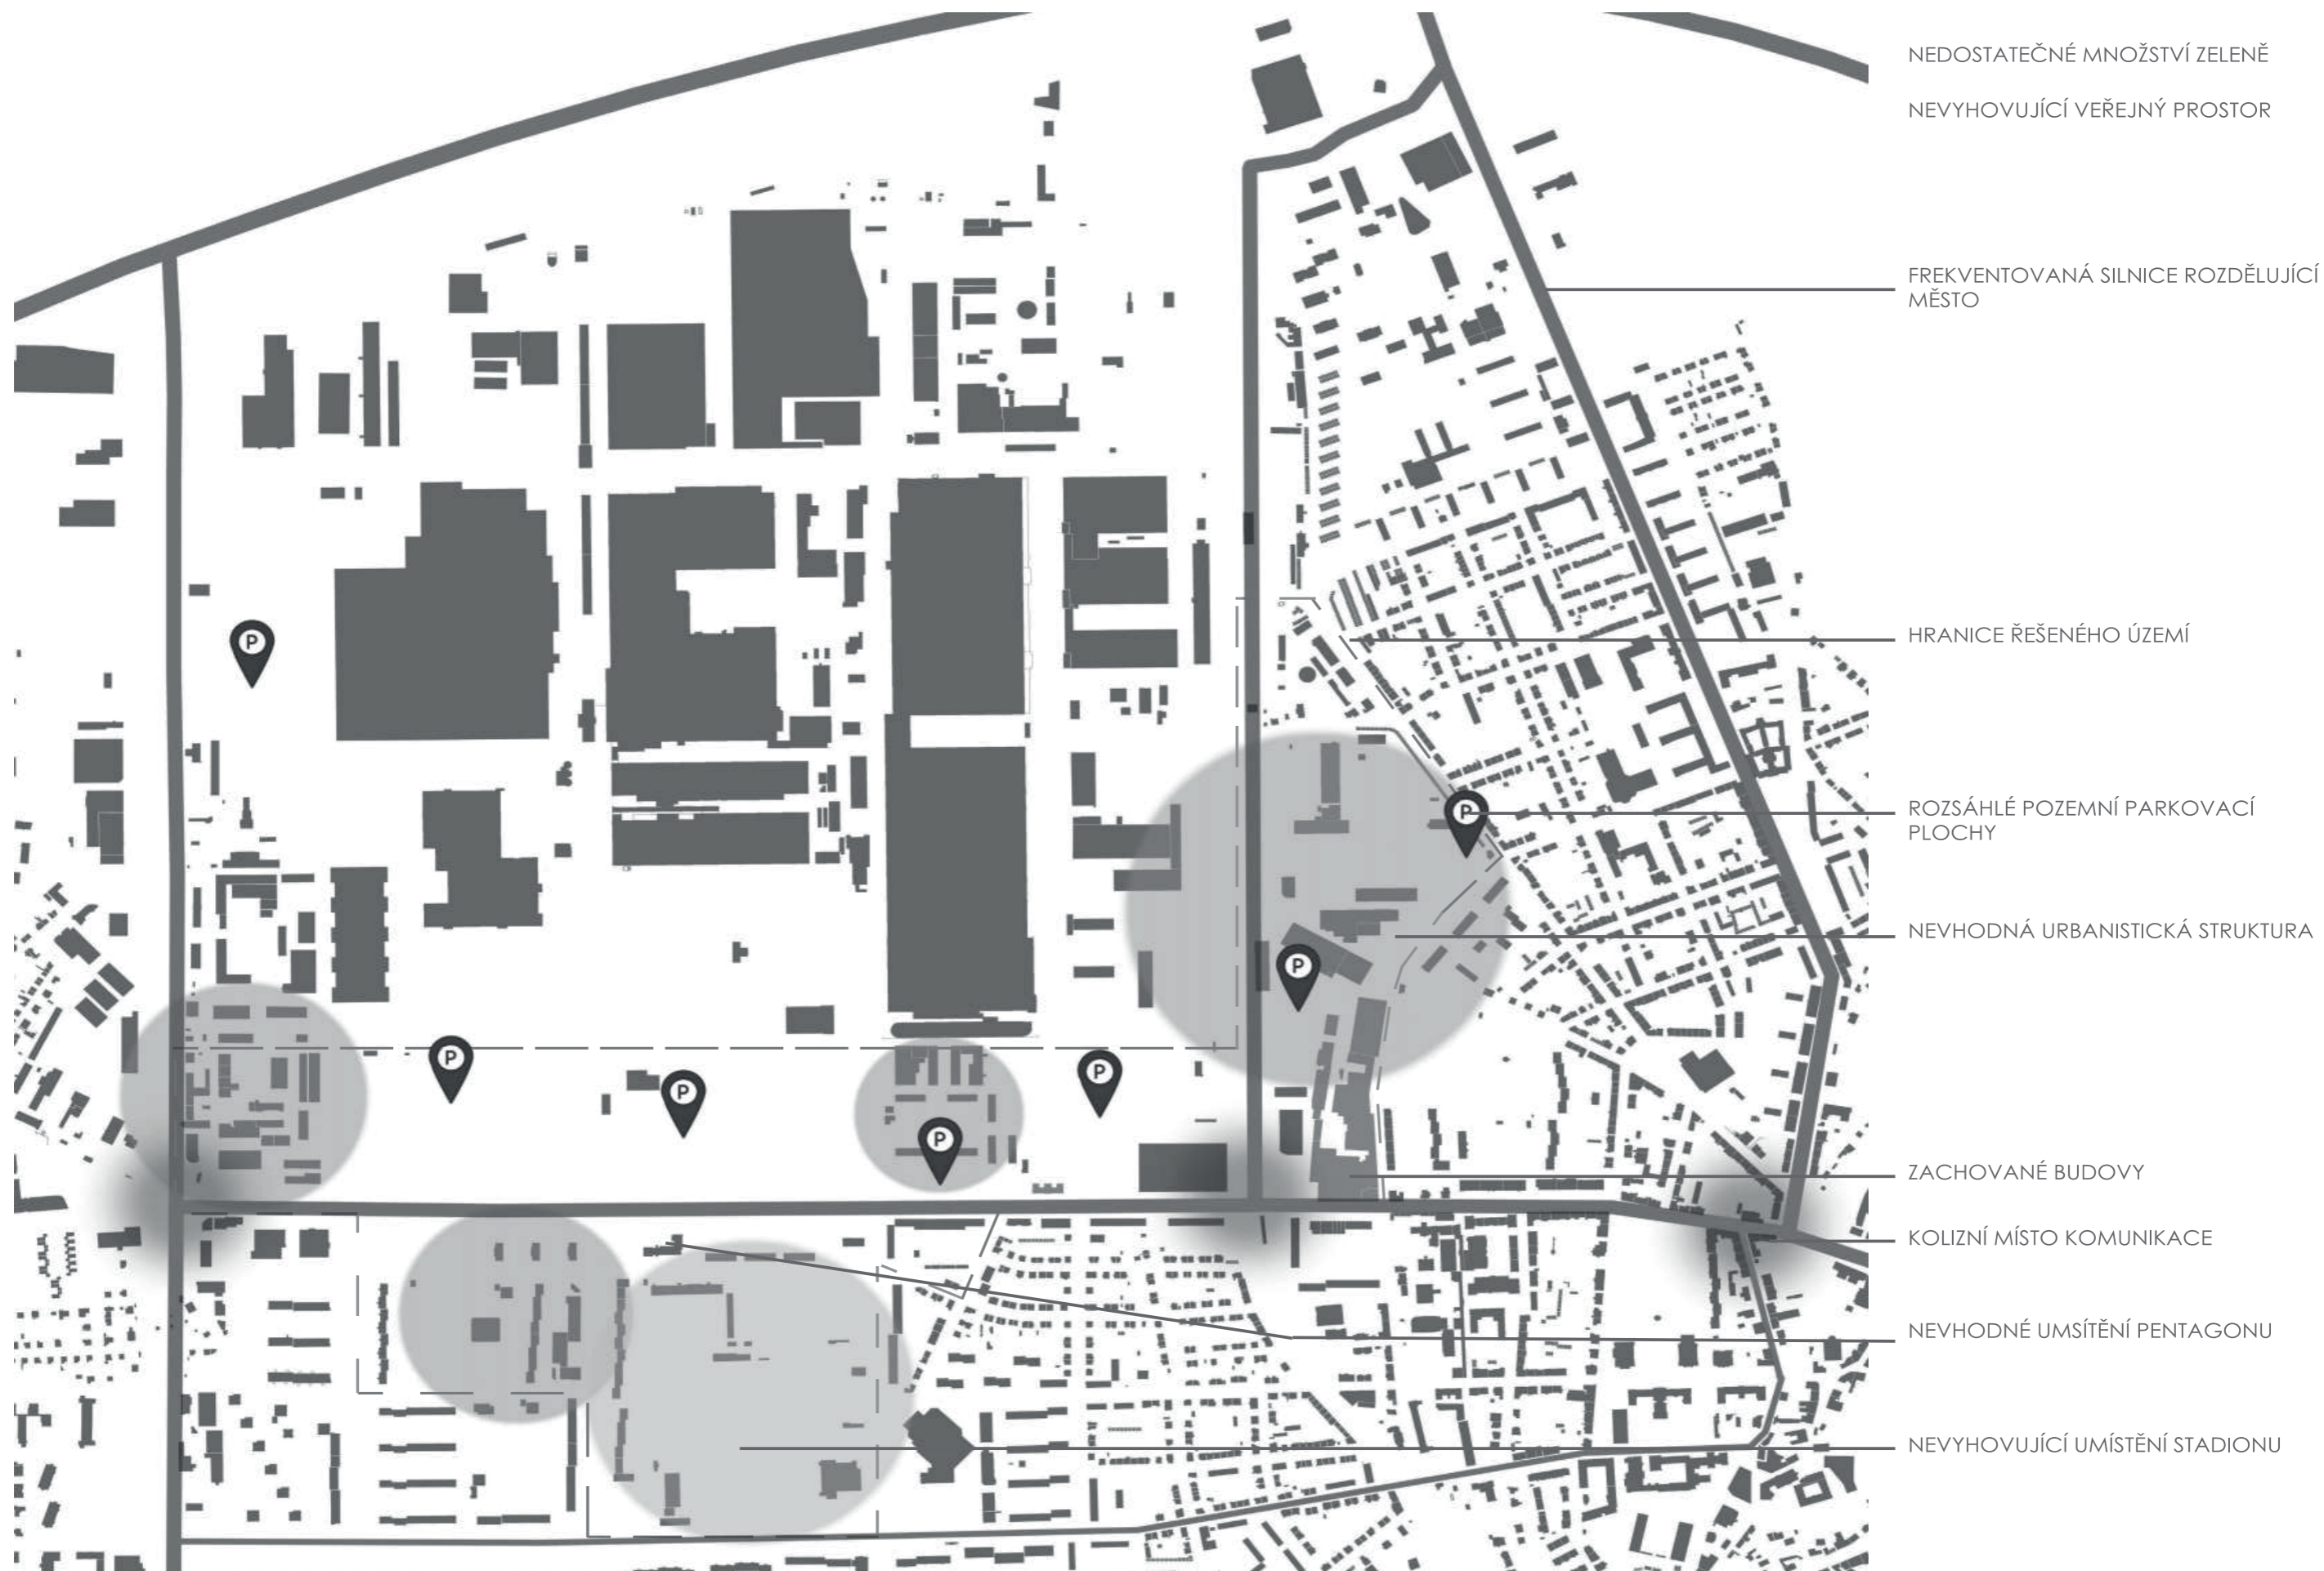 NEDOSTATEČNÉ MNOŽSTVÍ ZELENĚ
NEVYHOVUJÍCÍ VEŘEJNÝ PROSTOR
FREKVENTOVANÁ SILNICE ROZDĚLUJÍCÍ
MĚSTO
HRANICE ŘEŠENÉHO ÚZEMÍ
P
ROZSÁHLÉ POZEMNÍ PARKOVACÍ
PLOCHY
P
NEVHODNÁ URBANISTICKÁ STRUKTURA
P
P
P
P
P
ZACHOVANÉ BUDOVY
KOLIZNÍ MÍSTO KOMUNIKACE
NEVHODNÉ UMSÍTĚNÍ PENTAGONU
NEVYHOVUJÍCÍ UMÍSTĚNÍ STADIONU